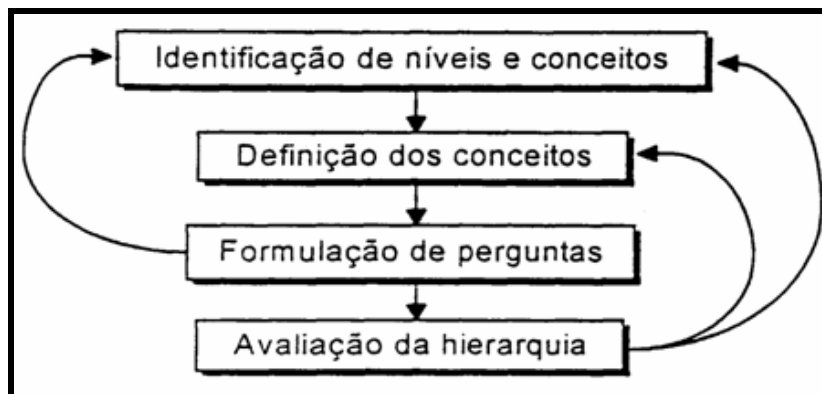 Identificação de níveis e conceitos
Definição dos conceitos
Formulação de perguntas
Avaliação da hierarquia